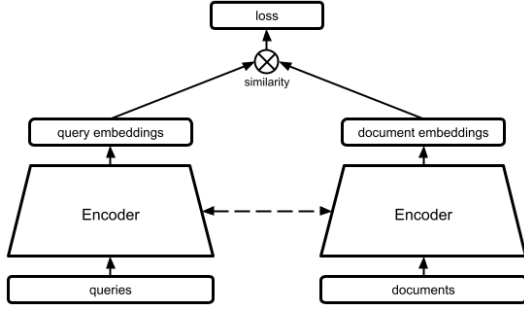 loss
similarity
query embeddings
document embeddings
Encoder
Encoder
queries
documents